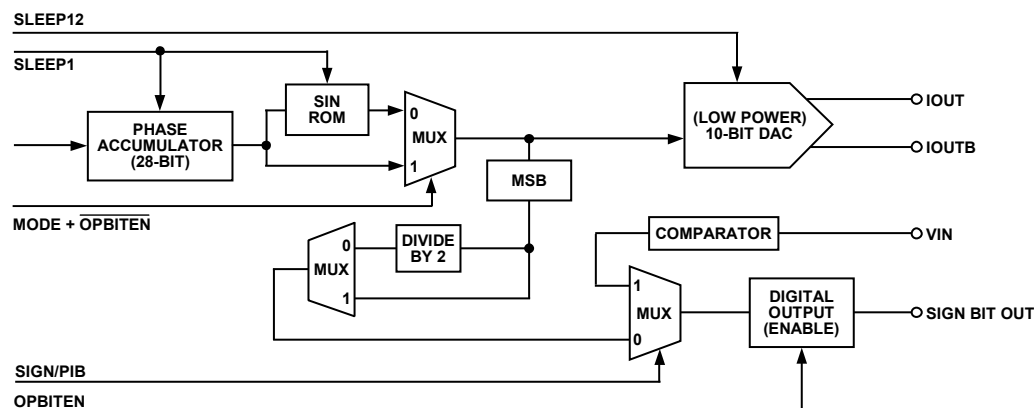 SLEEP12
SLEEP1
SIN
ROM
0
MUX
1
PHASE
ACCUMULATOR
(28-BIT)
(LOW POWER)
10-BIT DAC
IOUT
IOUTB
MSB
MODE + OPBITEN
MUX
0
1
DIVIDE
BY 2
COMPARATOR
VIN
1
MUX
0
DIGITAL
OUTPUT
(ENABLE)
SIGN BIT OUT
SIGN/PIB
OPBITEN